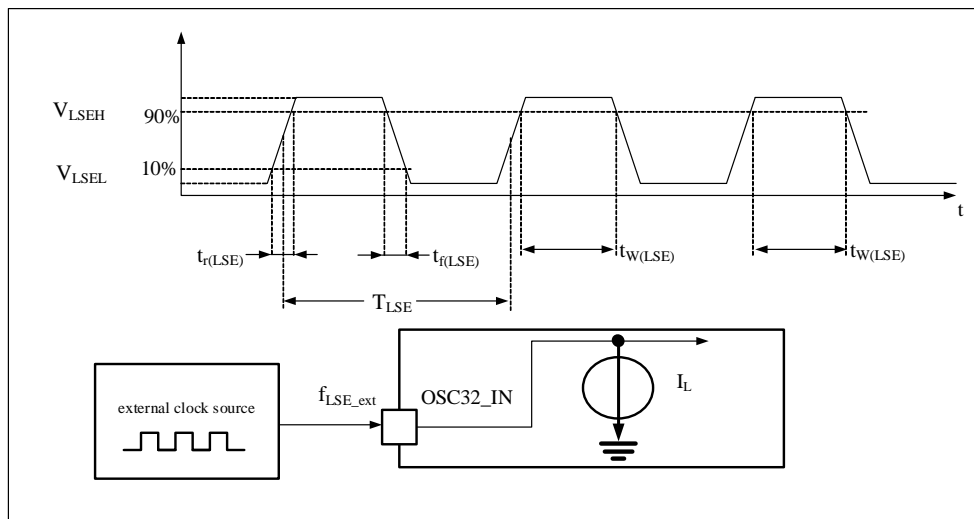 V_LSEH
90%
10%
V_LSEL
t
t_r(LSE)
t_f(LSE)
t_W(LSE)
t_W(LSE)
T_LSE
external clock source
f_LSE_ext
OSC32_IN
I_L